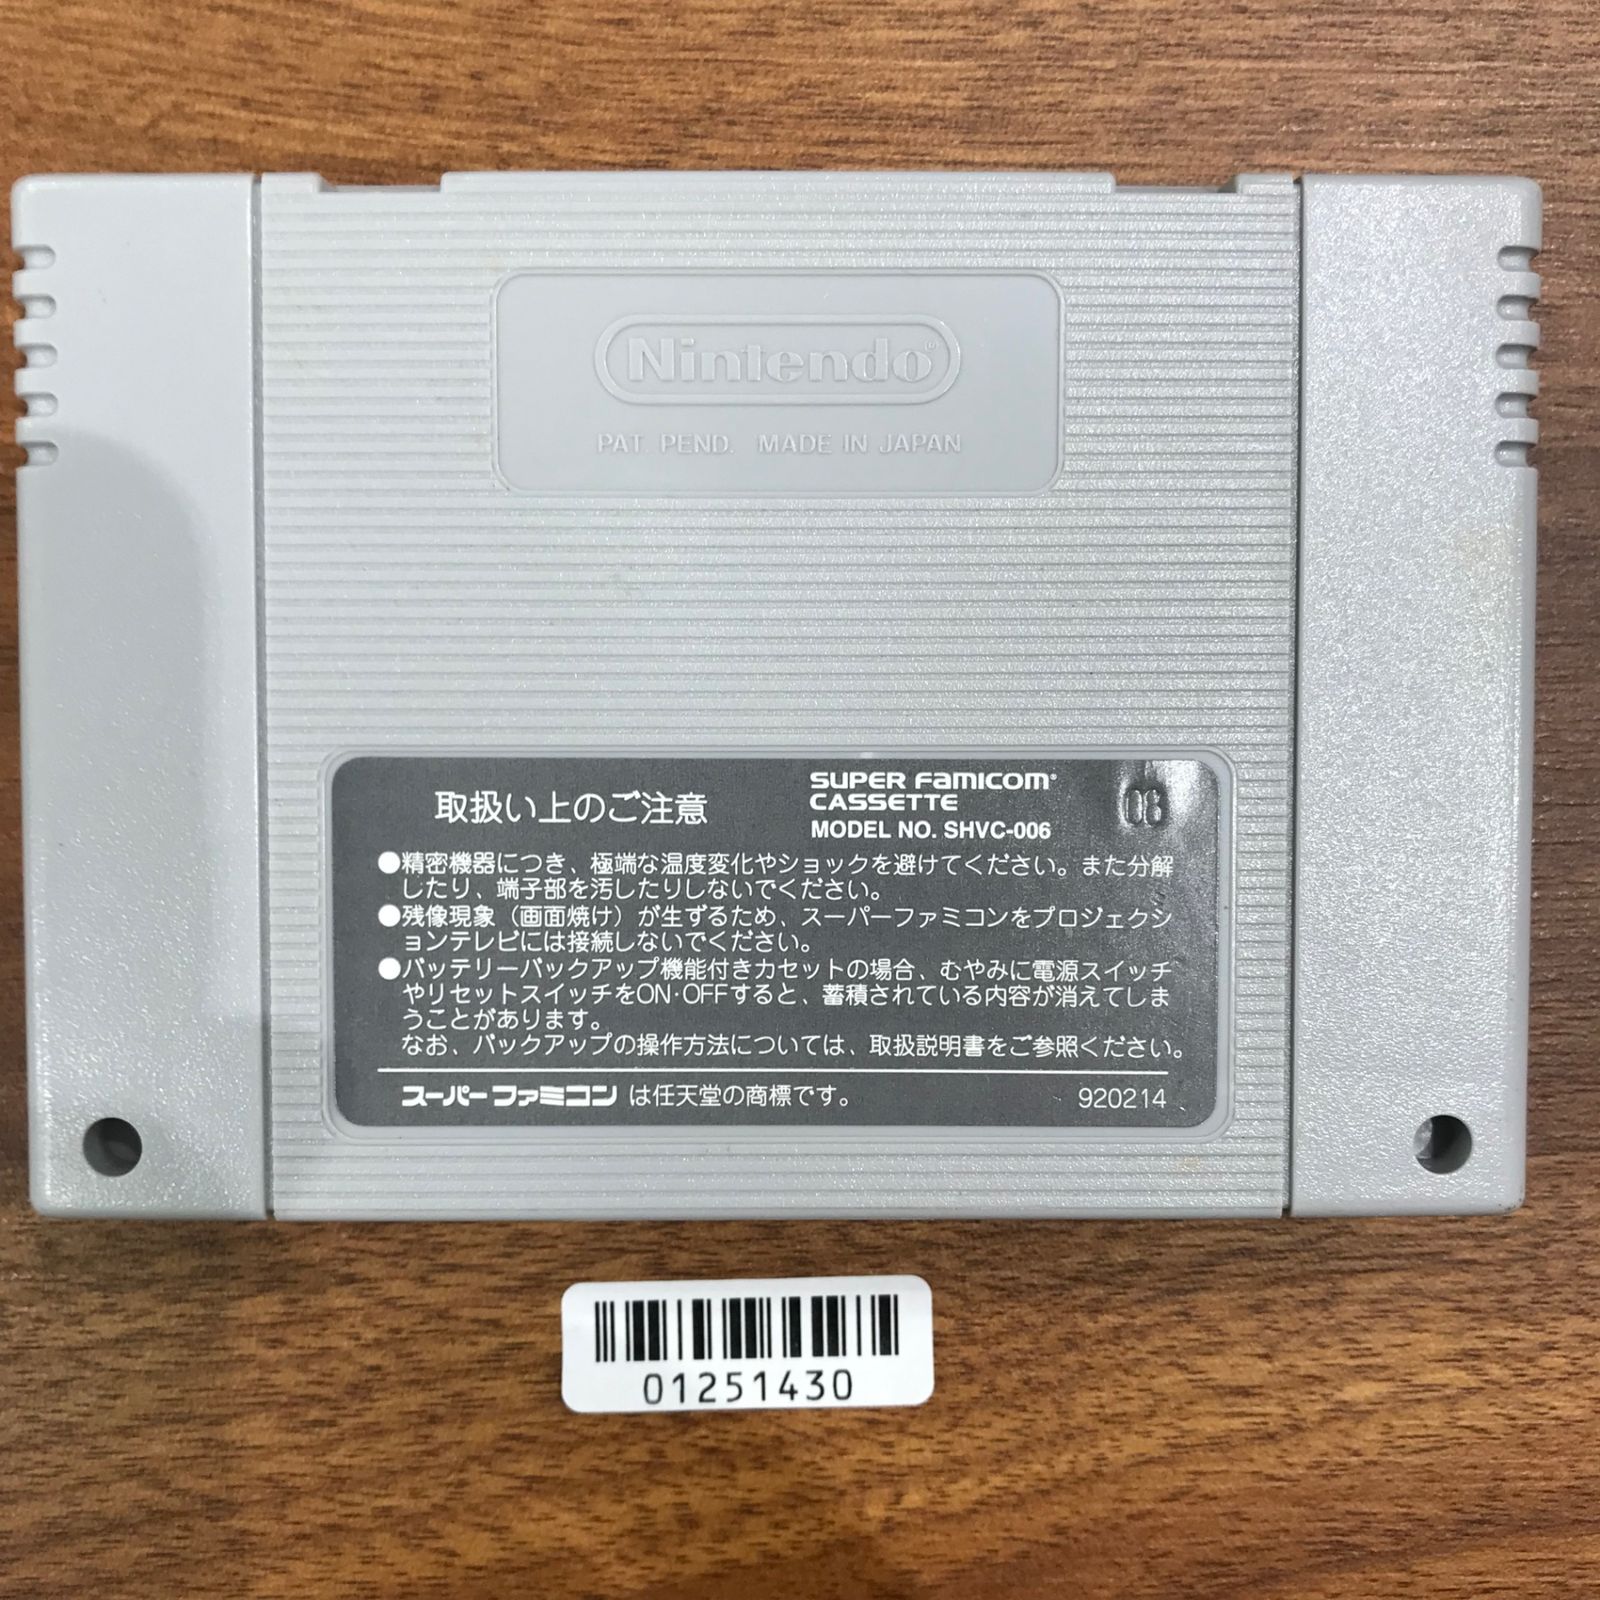 Nintendo®
PAT. PEND. MADE IN JAPAN
取扱い上のご注意
SUPER FAMICOM®
CASSETTE
MODEL NO. SHVC-006
●精密機器につき、極端な温度変化やショックを避けてください。また分解
したり、端子部を汚したりしないでください。
●残像現象（画面焼け）が生ずるため、スーパーファミコンをプロジェクシ
ョンテレビには接続しないでください。
●バッテリーバックアップ機能付きカセットの場合、むやみに電源スイッチ
やリセットスイッチをON・OFFすると、蓄積されている内容が消えてしま
うことがあります。
なお、バックアップの操作方法については、取扱説明書をご参照ください。
スーパーファミコン は任天堂の商標です。
920214
01251430